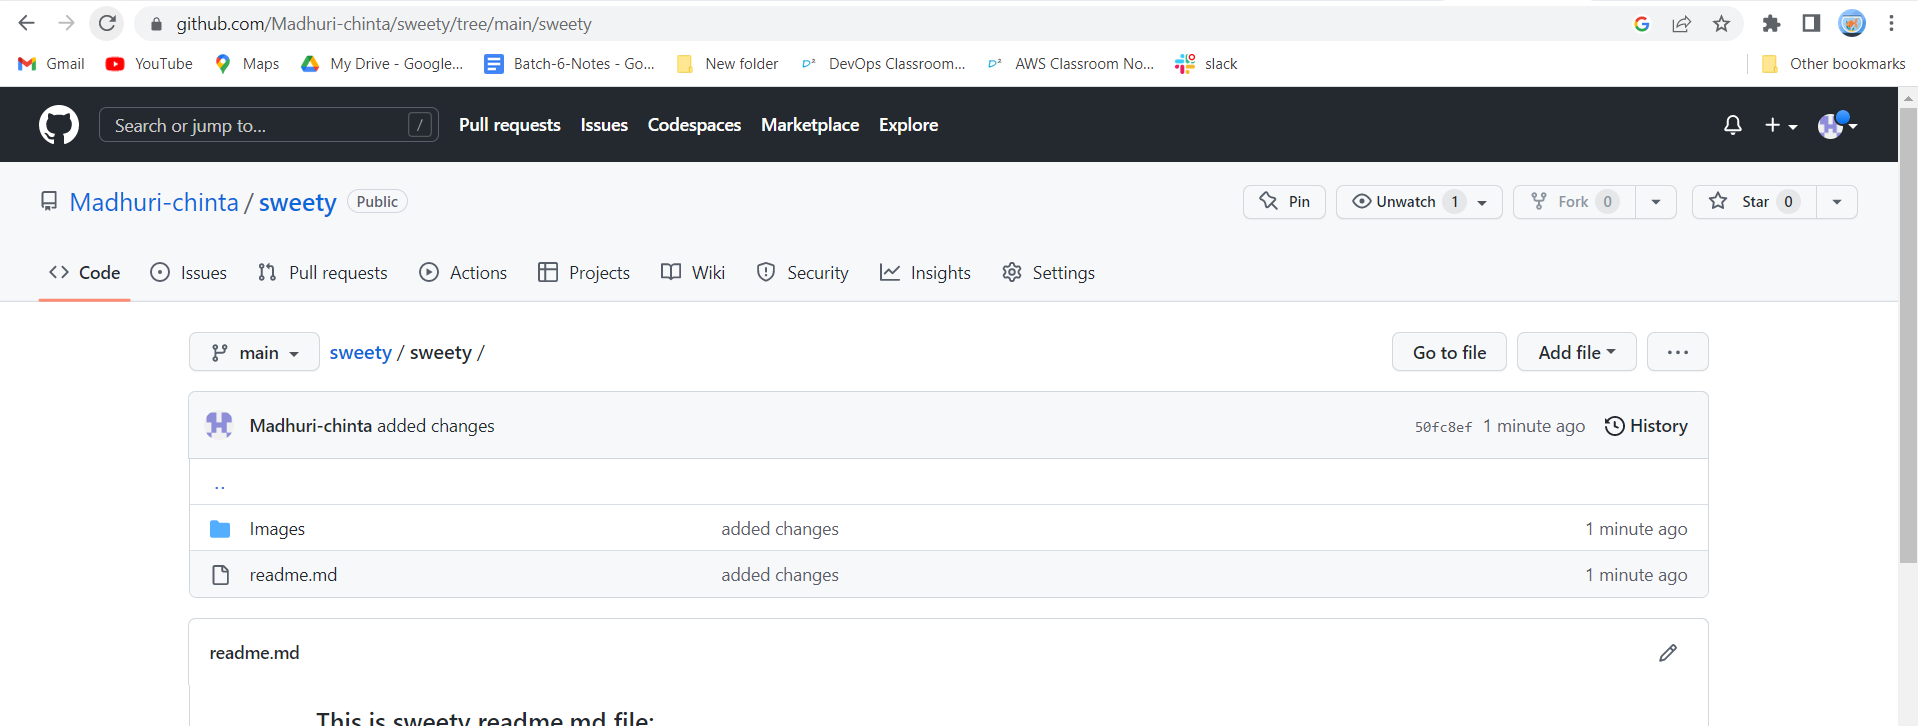 github.com/Madhuri-chinta/sweety/tree/main/sweety
Gmail YouTube Maps My Drive - Google... Batch-6-Notes - Go... New folder DevOps Classroom... AWS Classroom No... slack Other bookmarks
Search or jump to... / Pull requests Issues Codespaces Marketplace Explore
Madhuri-chinta / sweety Public Pin Unwatch 1 Fork 0 Star 0
Code Issues Pull requests Actions Projects Wiki Security Insights Settings
main sweety / sweety / Go to file Add file ...
Madhuri-chinta added changes 50fc8ef 1 minute ago History
..
Images added changes 1 minute ago
readme.md added changes 1 minute ago
readme.md
This is sweety readme.md file: